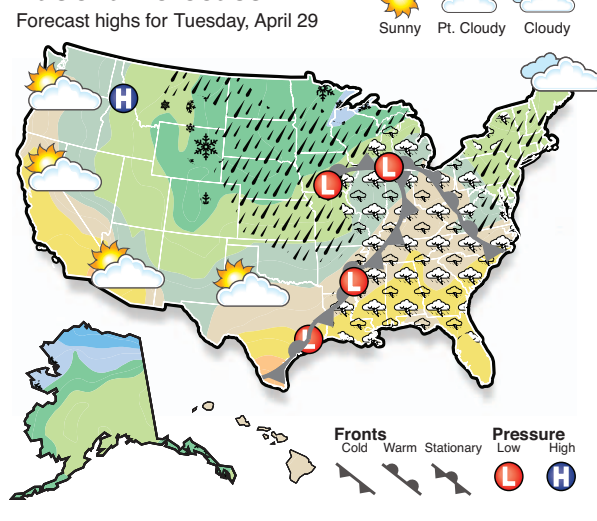 Forecast highs for Tuesday, April 29
Sunny Pt. Cloudy Cloudy
H
L
L
L
L
Fronts
Cold Warm Stationary
Pressure
Low High
L H